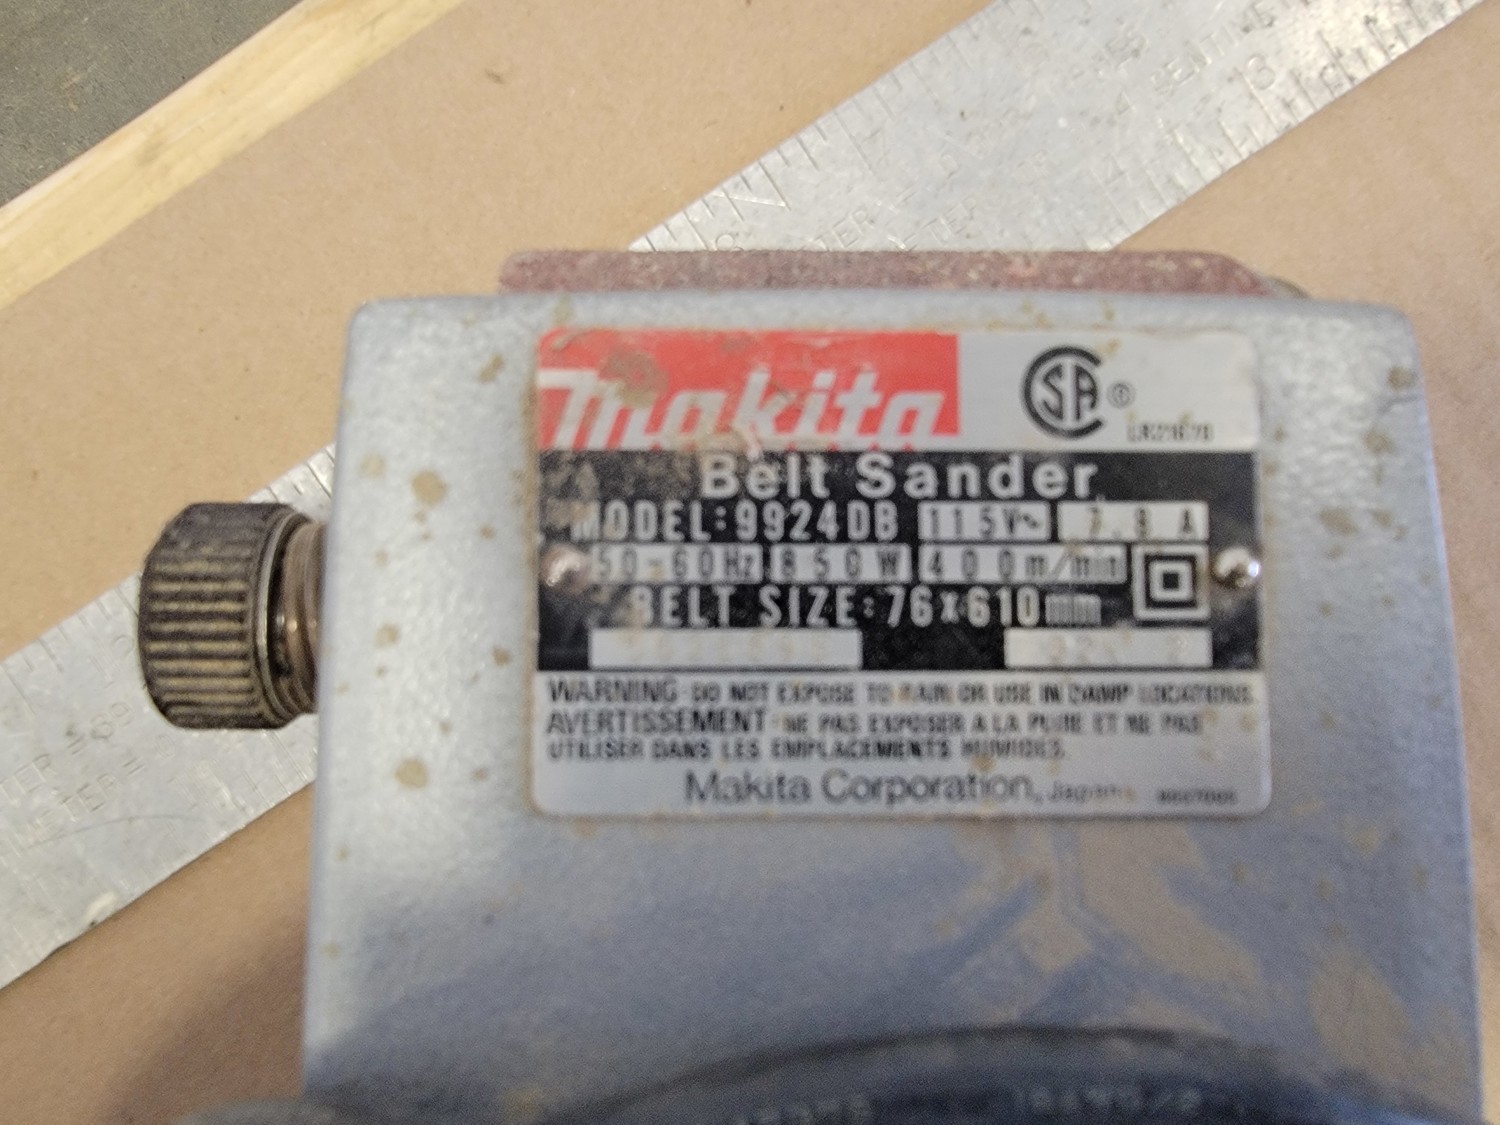 Makita
SA
Belt Sander
MODEL: 9924DB 115V~ 7.8 A
50-60Hz 850W 400m/min
BELT SIZE: 76x610mm
WARNING - DO NOT EXPOSE TO RAIN OR USE IN DAMP LOCATIONS.
AVERTISSEMENT - NE PAS EXPOSER A LA PLUIE ET NE PAS
UTILISER DANS LES EMPLACEMENTS HUMIDES.
Makita Corporation, Japan